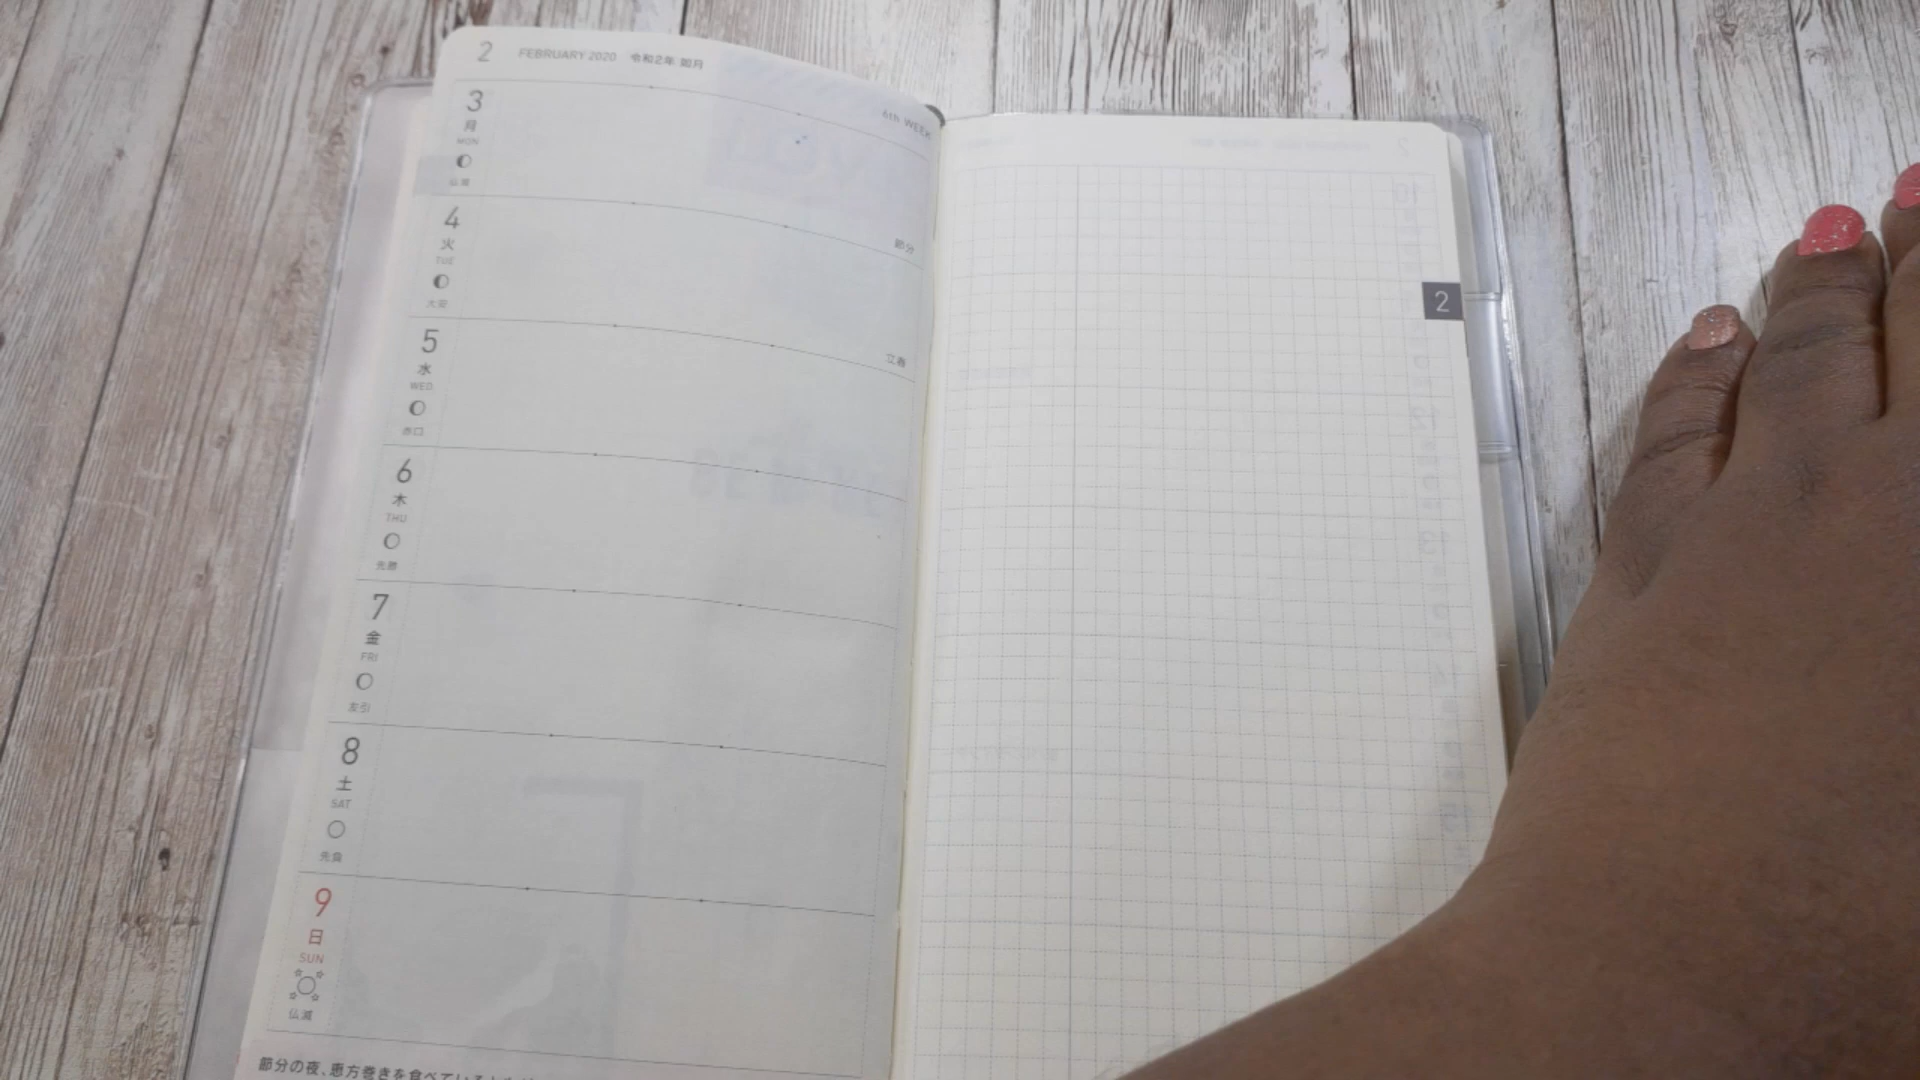 2 FEBRUARY 2020 令和2年 如月
6th WEEK
3
月
MON
仏滅
節分
4
火
TUE
大安
立春
5
水
WED
赤口
6
木
THU
先勝
7
金
FRI
友引
8
土
SAT
先負
9
日
SUN
仏滅
節分の夜、恵方巻きを食べていると
2